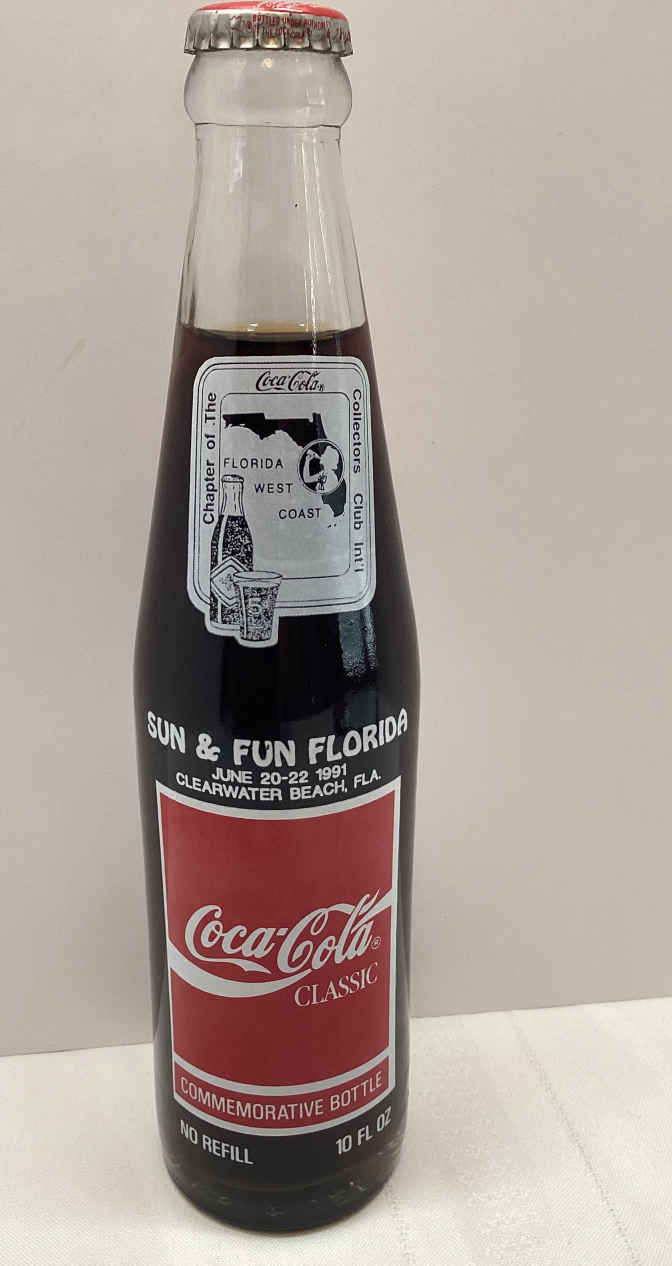 Coca-Cola®
Chapter of The
Collectors Club Int'l
FLORIDA
WEST
COAST
SUN & FUN FLORIDA
JUNE 20-22 1991
CLEARWATER BEACH, FLA.
Coca-Cola®
CLASSIC
COMMEMORATIVE BOTTLE
NO REFILL
10 FL OZ